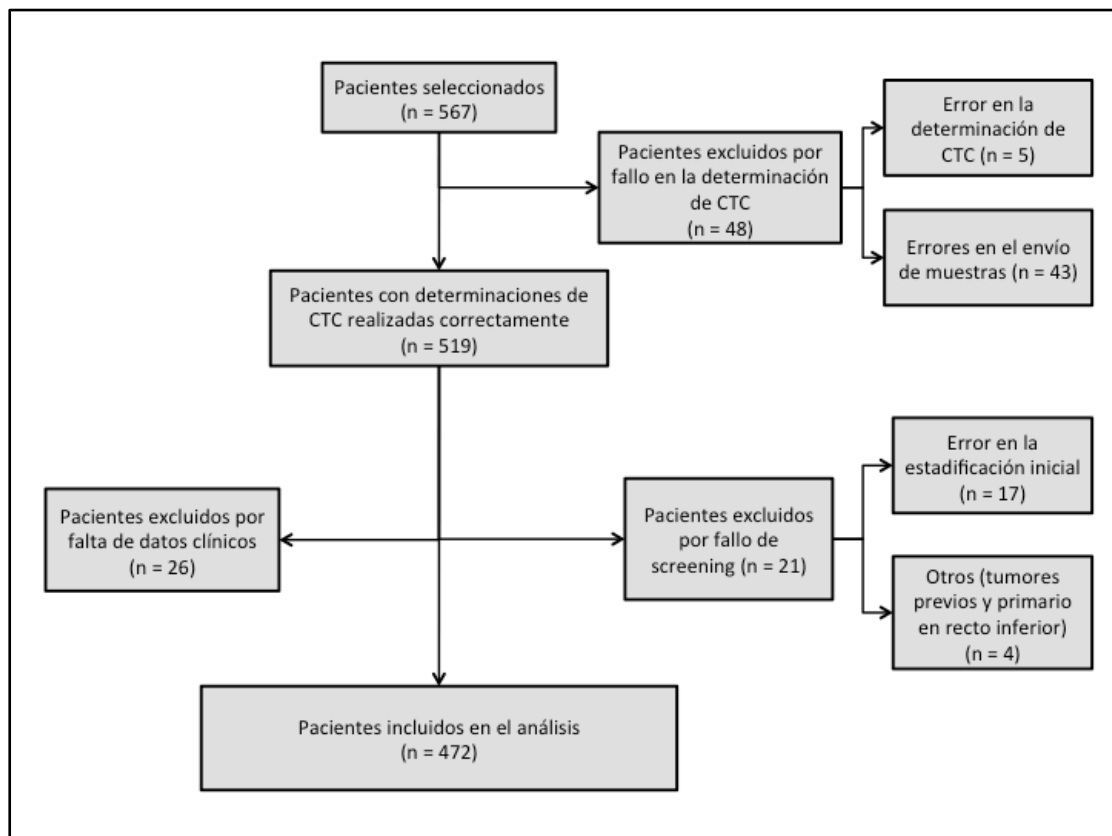 Pacientes seleccionados
(n = 567)
Pacientes excluidos por
fallo en la determinación
de CTC
(n = 48)
Error en la
determinación de
CTC (n = 5)
Errores en el envío
de muestras (n = 43)
Pacientes con determinaciones de
CTC realizadas correctamente
(n = 519)
Pacientes excluidos por
falta de datos clínicos
(n = 26)
Pacientes excluidos
por fallo de
screening (n = 21)
Error en la
estadificación inicial
(n = 17)
Otros (tumores
previos y primario
en recto inferior)
(n = 4)
Pacientes incluidos en el análisis
(n = 472)